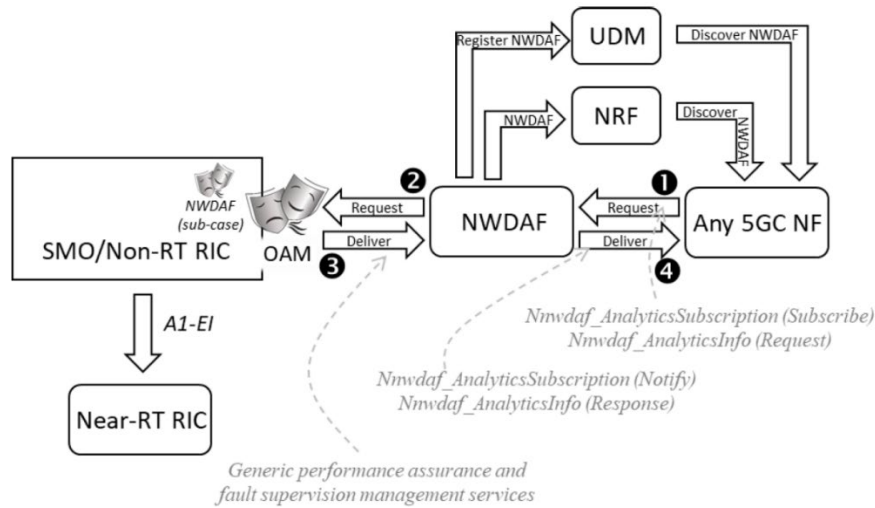 Register NWDAF
UDM
Discover NWDAF
NWDAF
NRF
Discover
NWDAF
NWDAF
(sub-case)
SMO/Non-RT RIC
OAM
2
Request
Deliver
3
NWDAF
1
Request
Deliver
4
Any 5GC NF
A1-EI
Near-RT RIC
Nnwdaf_AnalyticsSubscription (Subscribe)
Nnwdaf_AnalyticsInfo (Request)
Nnwdaf_AnalyticsSubscription (Notify)
Nnwdaf_AnalyticsInfo (Response)
Generic performance assurance and
fault supervision management services